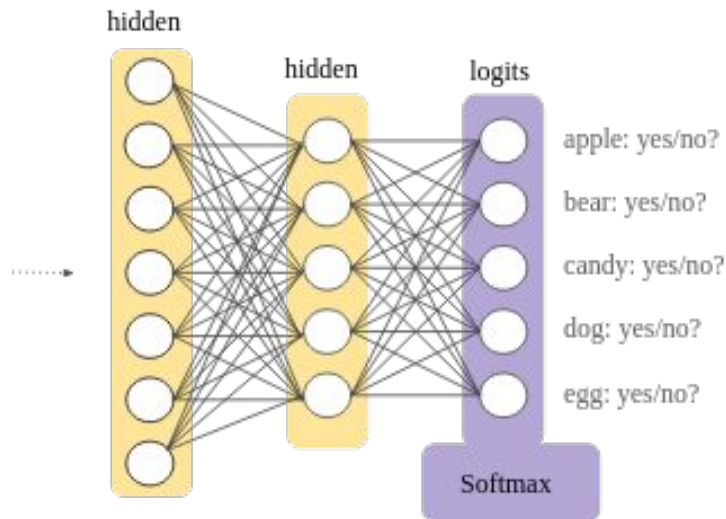 hidden
hidden
logits
apple: yes/no?
bear: yes/no?
candy: yes/no?
dog: yes/no?
egg: yes/no?
Softmax